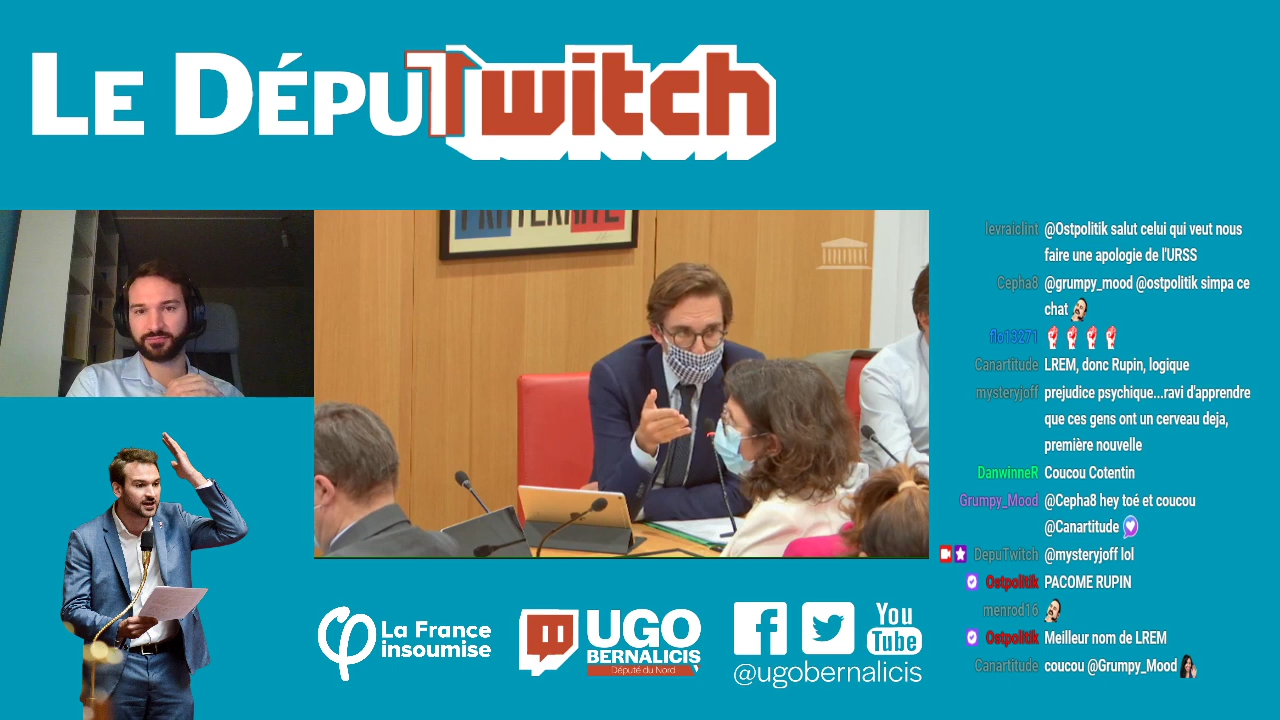 LE DÉPUTwitch
FRATERNITÉ
levraiclint @Ostpolitik salut celui qui veut nous
faire une apologie de l'URSS
Cepha8 @grumpy_mood @ostpolitik simpa ce
chat
flo13271
Canartitude LREM, donc Rupin, logique
mysteryjoff prejudice psychique...ravi d'apprendre
que ces gens ont un cerveau deja,
première nouvelle
DanwinneR Coucou Cotentin
Grumpy_Mood @Cepha8 hey toé et coucou
@Canartitude
DepuTwitch @mysteryjoff lol
Ostpolitik PACOME RUPIN
menrod16
Ostpolitik Meilleur nom de LREM
Canartitude coucou @Grumpy_Mood
La France
insoumise
UGO
BERNALICIS
Député du Nord
You
Tube
@ugobernalicis